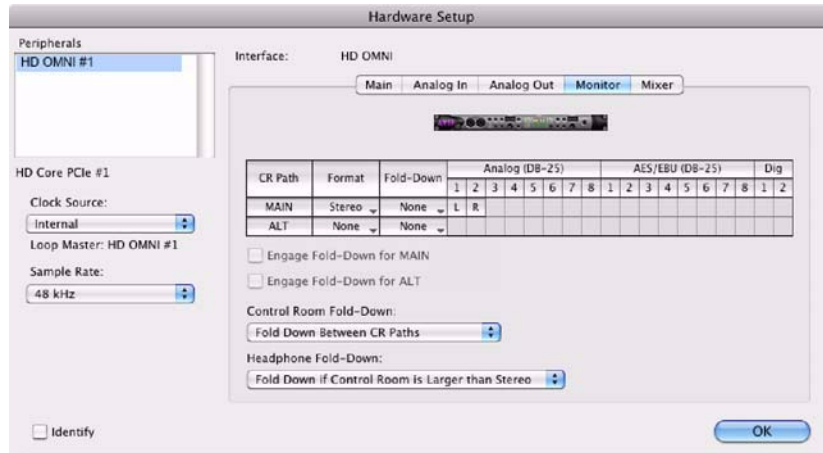 Hardware Setup
Peripherals
HD OMNI #1
Interface: HD OMNI
Main Analog In Analog Out Monitor Mixer
HD Core PCIe #1
Clock Source:
Internal
Loop Master: HD OMNI #1
Sample Rate:
48 kHz
CR Path Format Fold-Down Analog (DB-25) AES/EBU (DB-25) Dig
1 2 3 4 5 6 7 8 1 2 3 4 5 6 7 8 1 2
MAIN Stereo None L R
ALT None None
Engage Fold-Down for MAIN
Engage Fold-Down for ALT
Control Room Fold-Down:
Fold Down Between CR Paths
Headphone Fold-Down:
Fold Down if Control Room is Larger than Stereo
Identify
OK